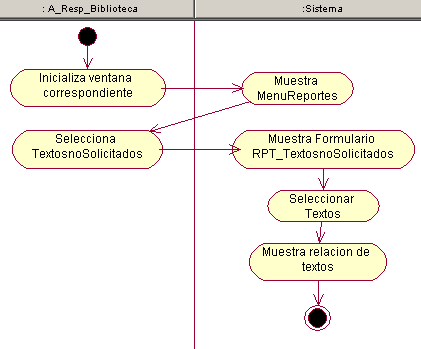 : A_Resp_Biblioteca
:Sistema
Inicializa ventana
correspondiente
Muestra
MenuReportes
Selecciona
TextosnoSolicitados
Muestra Formulario
RPT_TextosnoSolicitados
Seleccionar
Textos
Muestra relacion de
textos